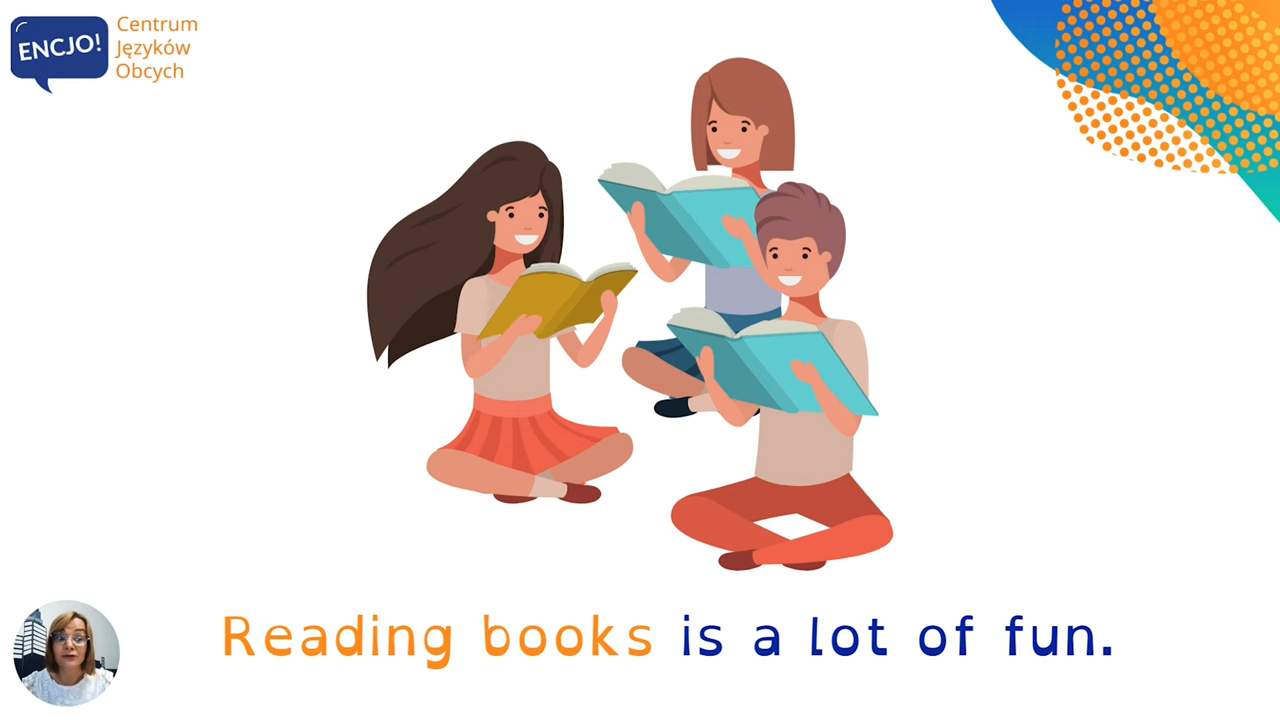 ENCJO!
Centrum
Języków
Obcych
Reading books is a lot of fun.